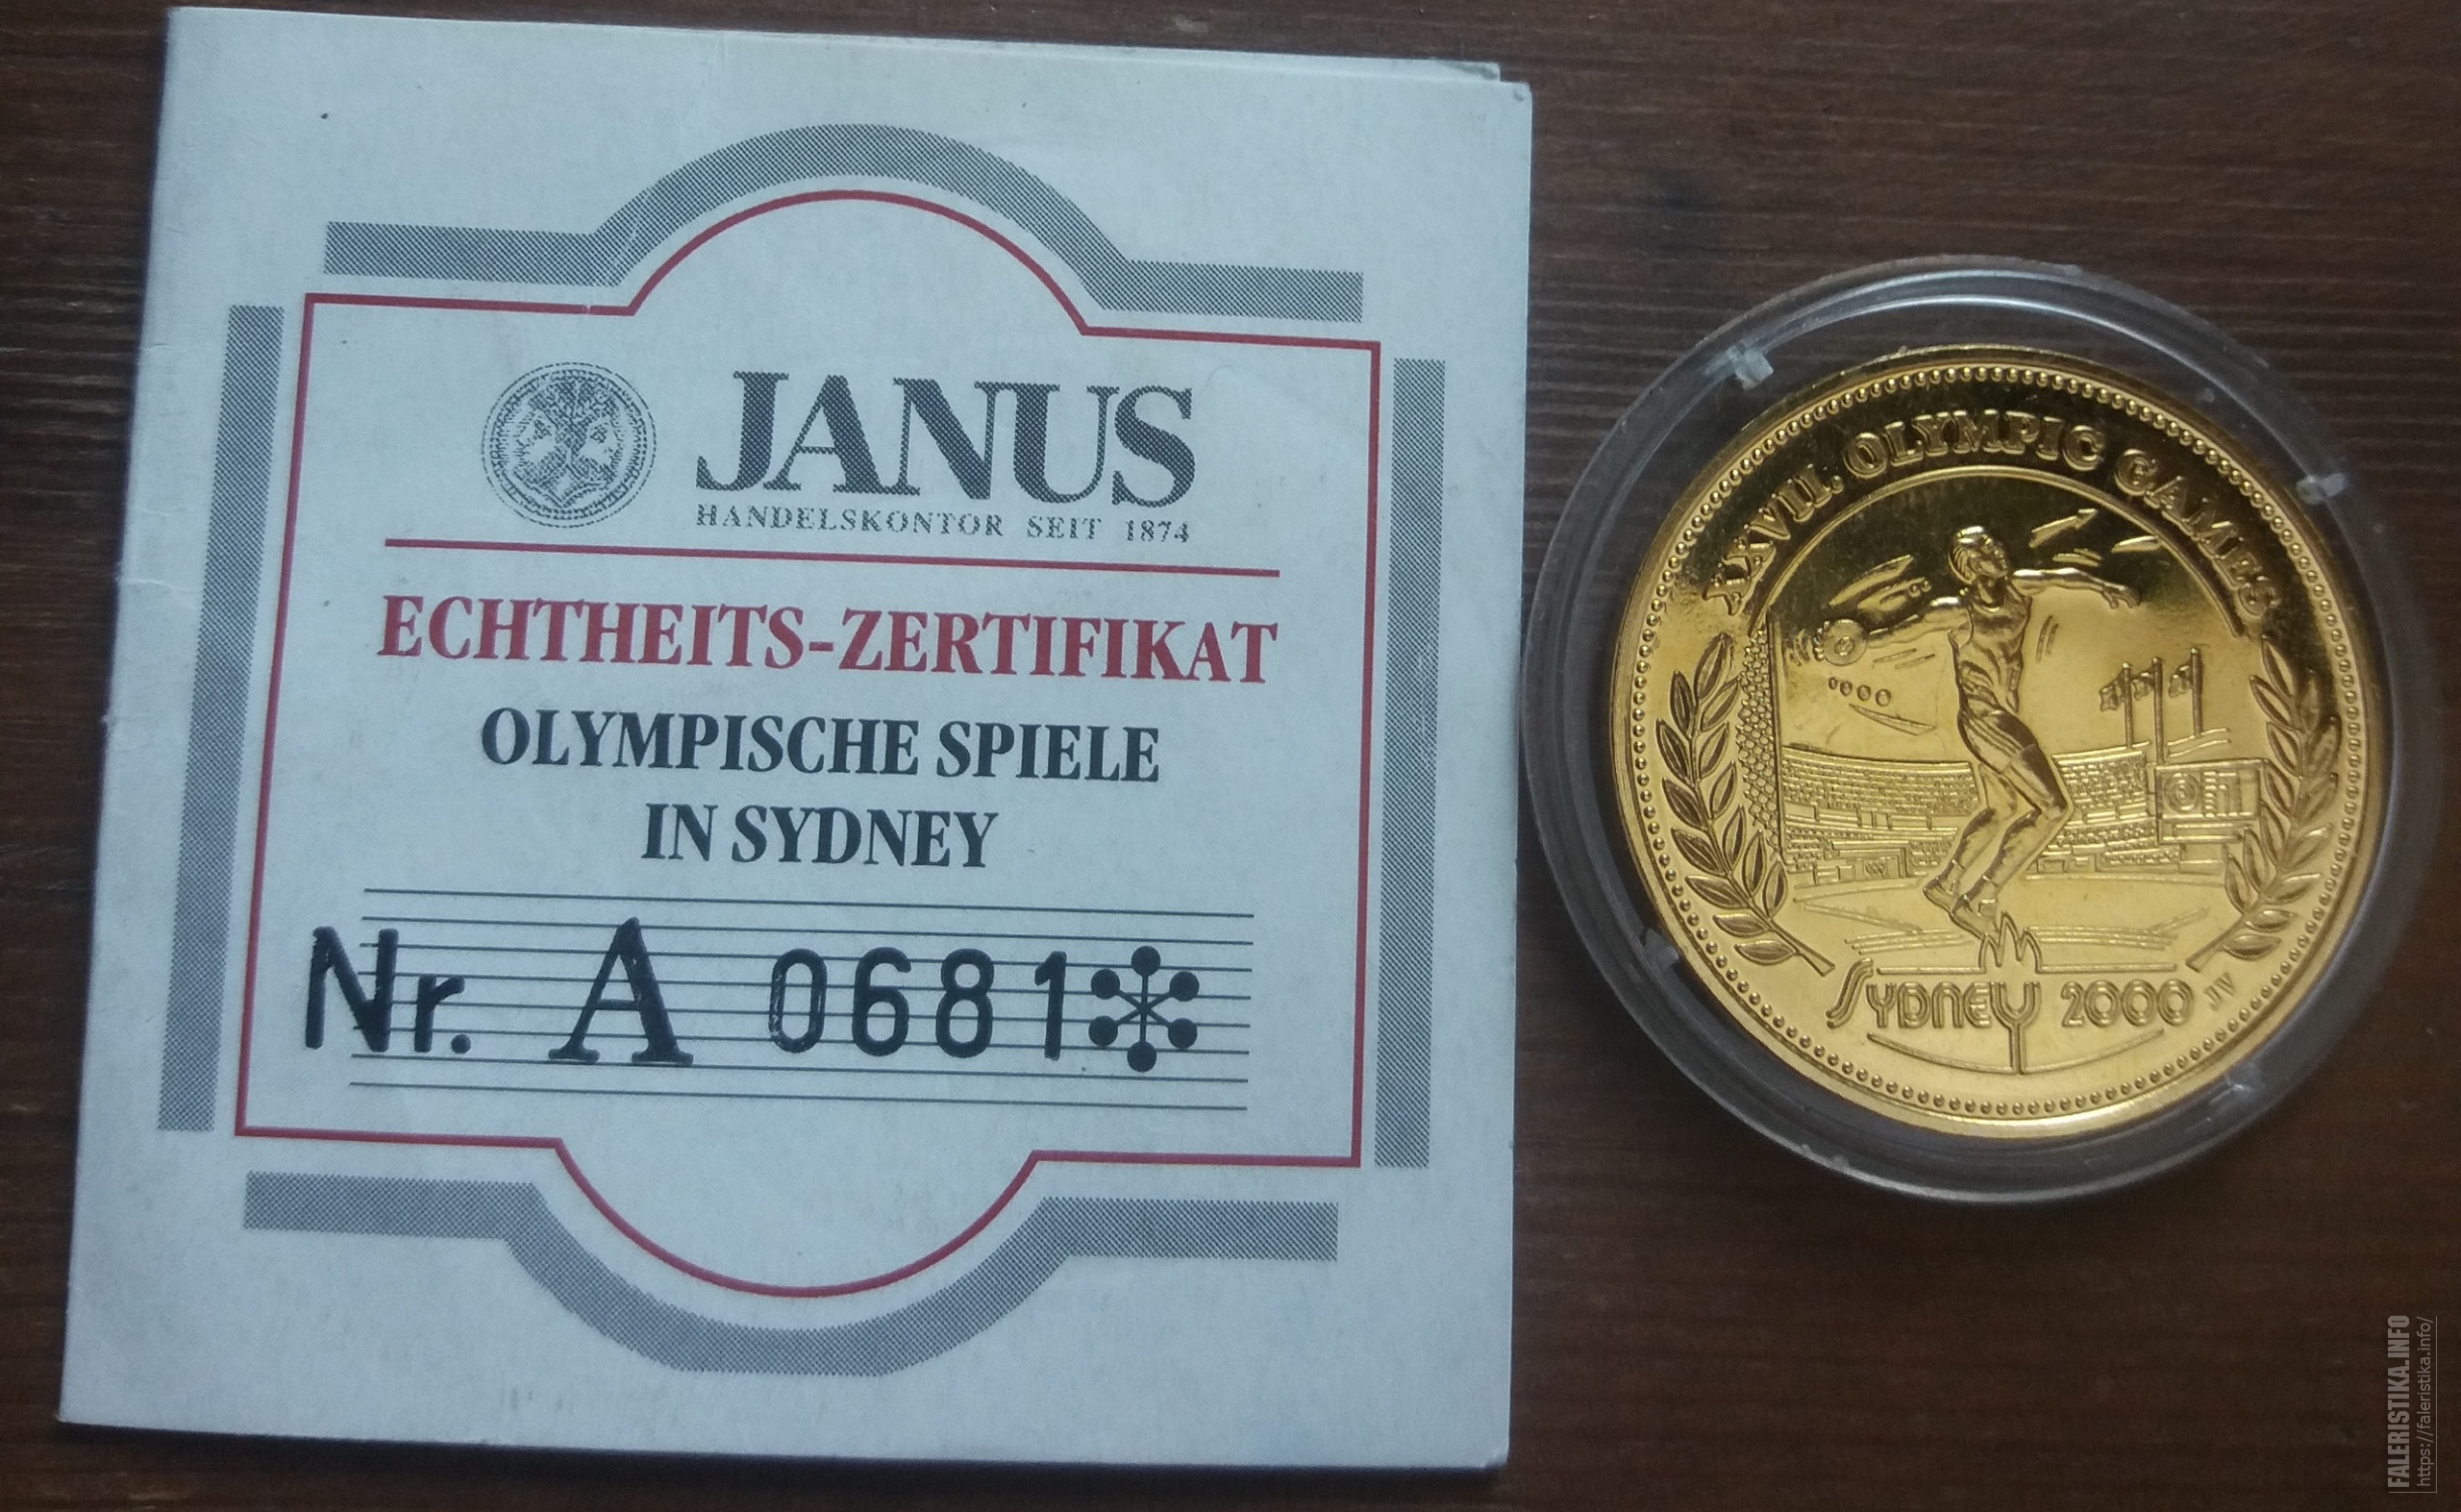 JANUS
HANDELSKONTOR SEIT 1874
ECHTHEITS-ZERTIFIKAT
OLYMPISCHE SPIELE
IN SYDNEY
Nr. A 0681
XXVII. OLYMPIC GAMES
SYDNEY 2000 JV
FALERISTIKA.INFO
https://faleristika.info/